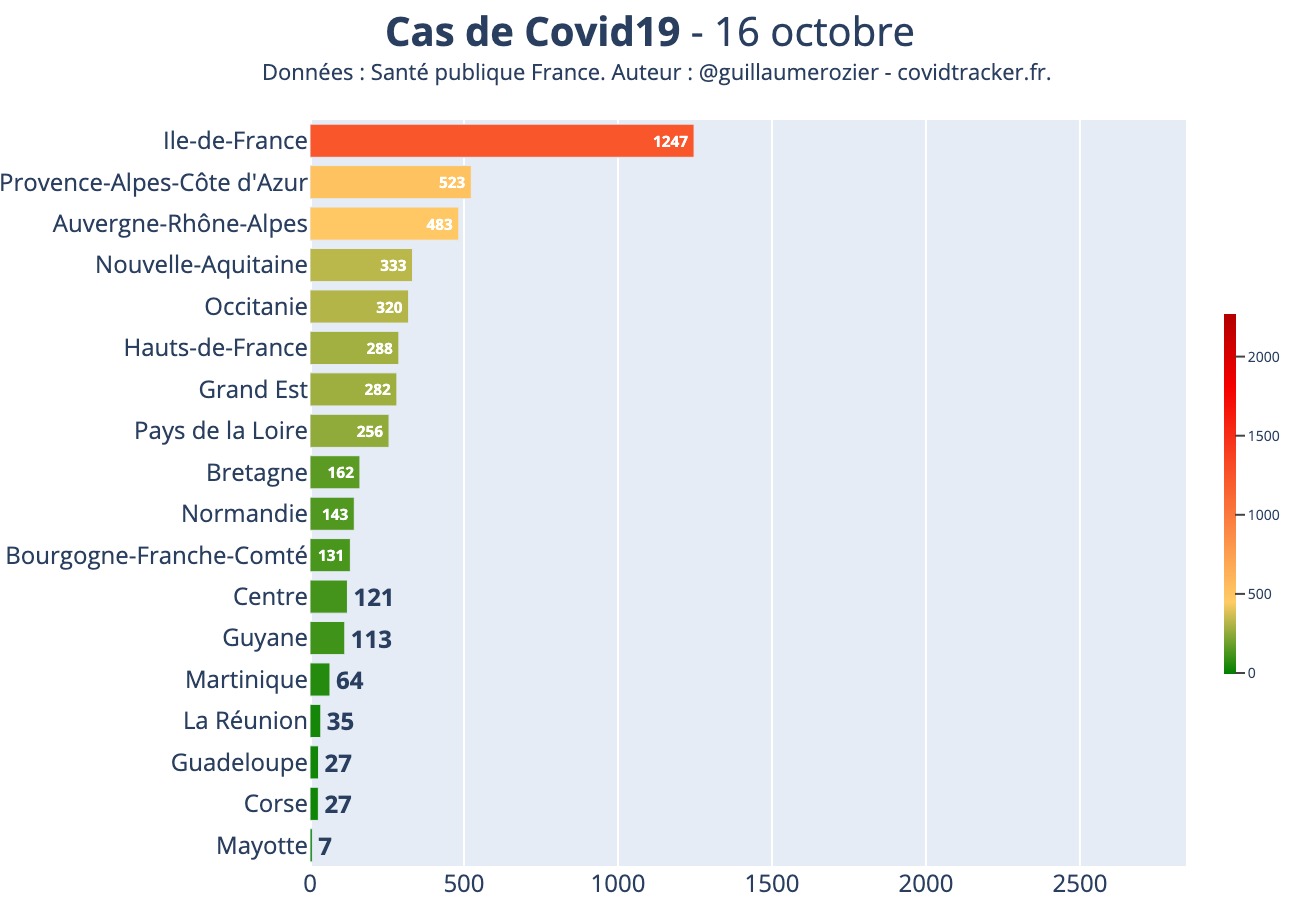 Cas de Covid19 - 16 octobre
Données : Santé publique France. Auteur : @guillaumerozier - covidtracker.fr.
Ile-de-France 1247
Provence-Alpes-Côte d'Azur 523
Auvergne-Rhône-Alpes 483
Nouvelle-Aquitaine 333
Occitanie 320
Hauts-de-France 288
Grand Est 282
Pays de la Loire 256
Bretagne 162
Normandie 143
Bourgogne-Franche-Comté 131
Centre 121
Guyane 113
Martinique 64
La Réunion 35
Guadeloupe 27
Corse 27
Mayotte 7
0 500 1000 1500 2000 2500
2000
1500
1000
500
0